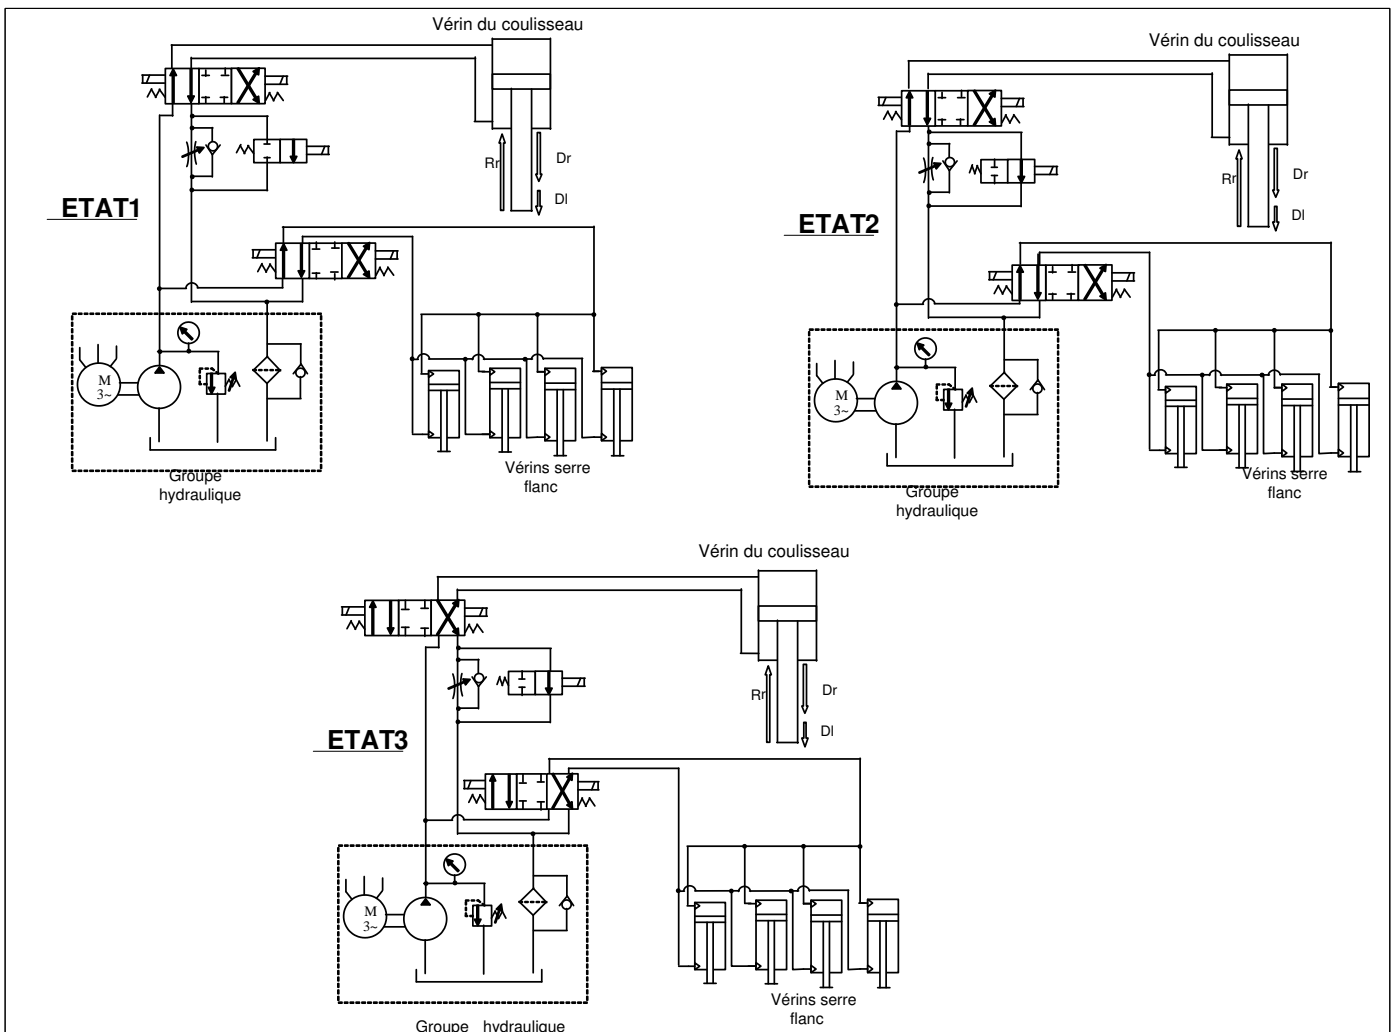 Vérin du coulisseau
Rr
Dr
Dl
ETAT1
M
3~
Groupe
hydraulique
Vérins serre
flanc
Vérin du coulisseau
Rr
Dr
Dl
ETAT2
M
3~
Groupe
hydraulique
Vérins serre
flanc
Vérin du coulisseau
Rr
Dr
Dl
ETAT3
M
3~
Groupe hydraulique
Vérins serre
flanc